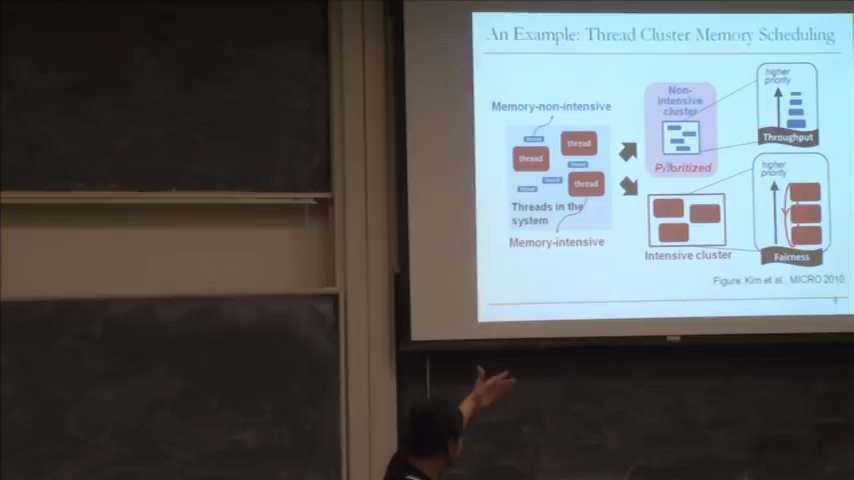 An Example: Thread Cluster Memory Scheduling
Memory-non-intensive
thread
thread
thread
Threads in the
system
Memory-intensive
Non-
intensive
cluster
Prioritized
Intensive cluster
higher
priority
Throughput
higher
priority
Fairness
Figure: Kim et al., MICRO 2010